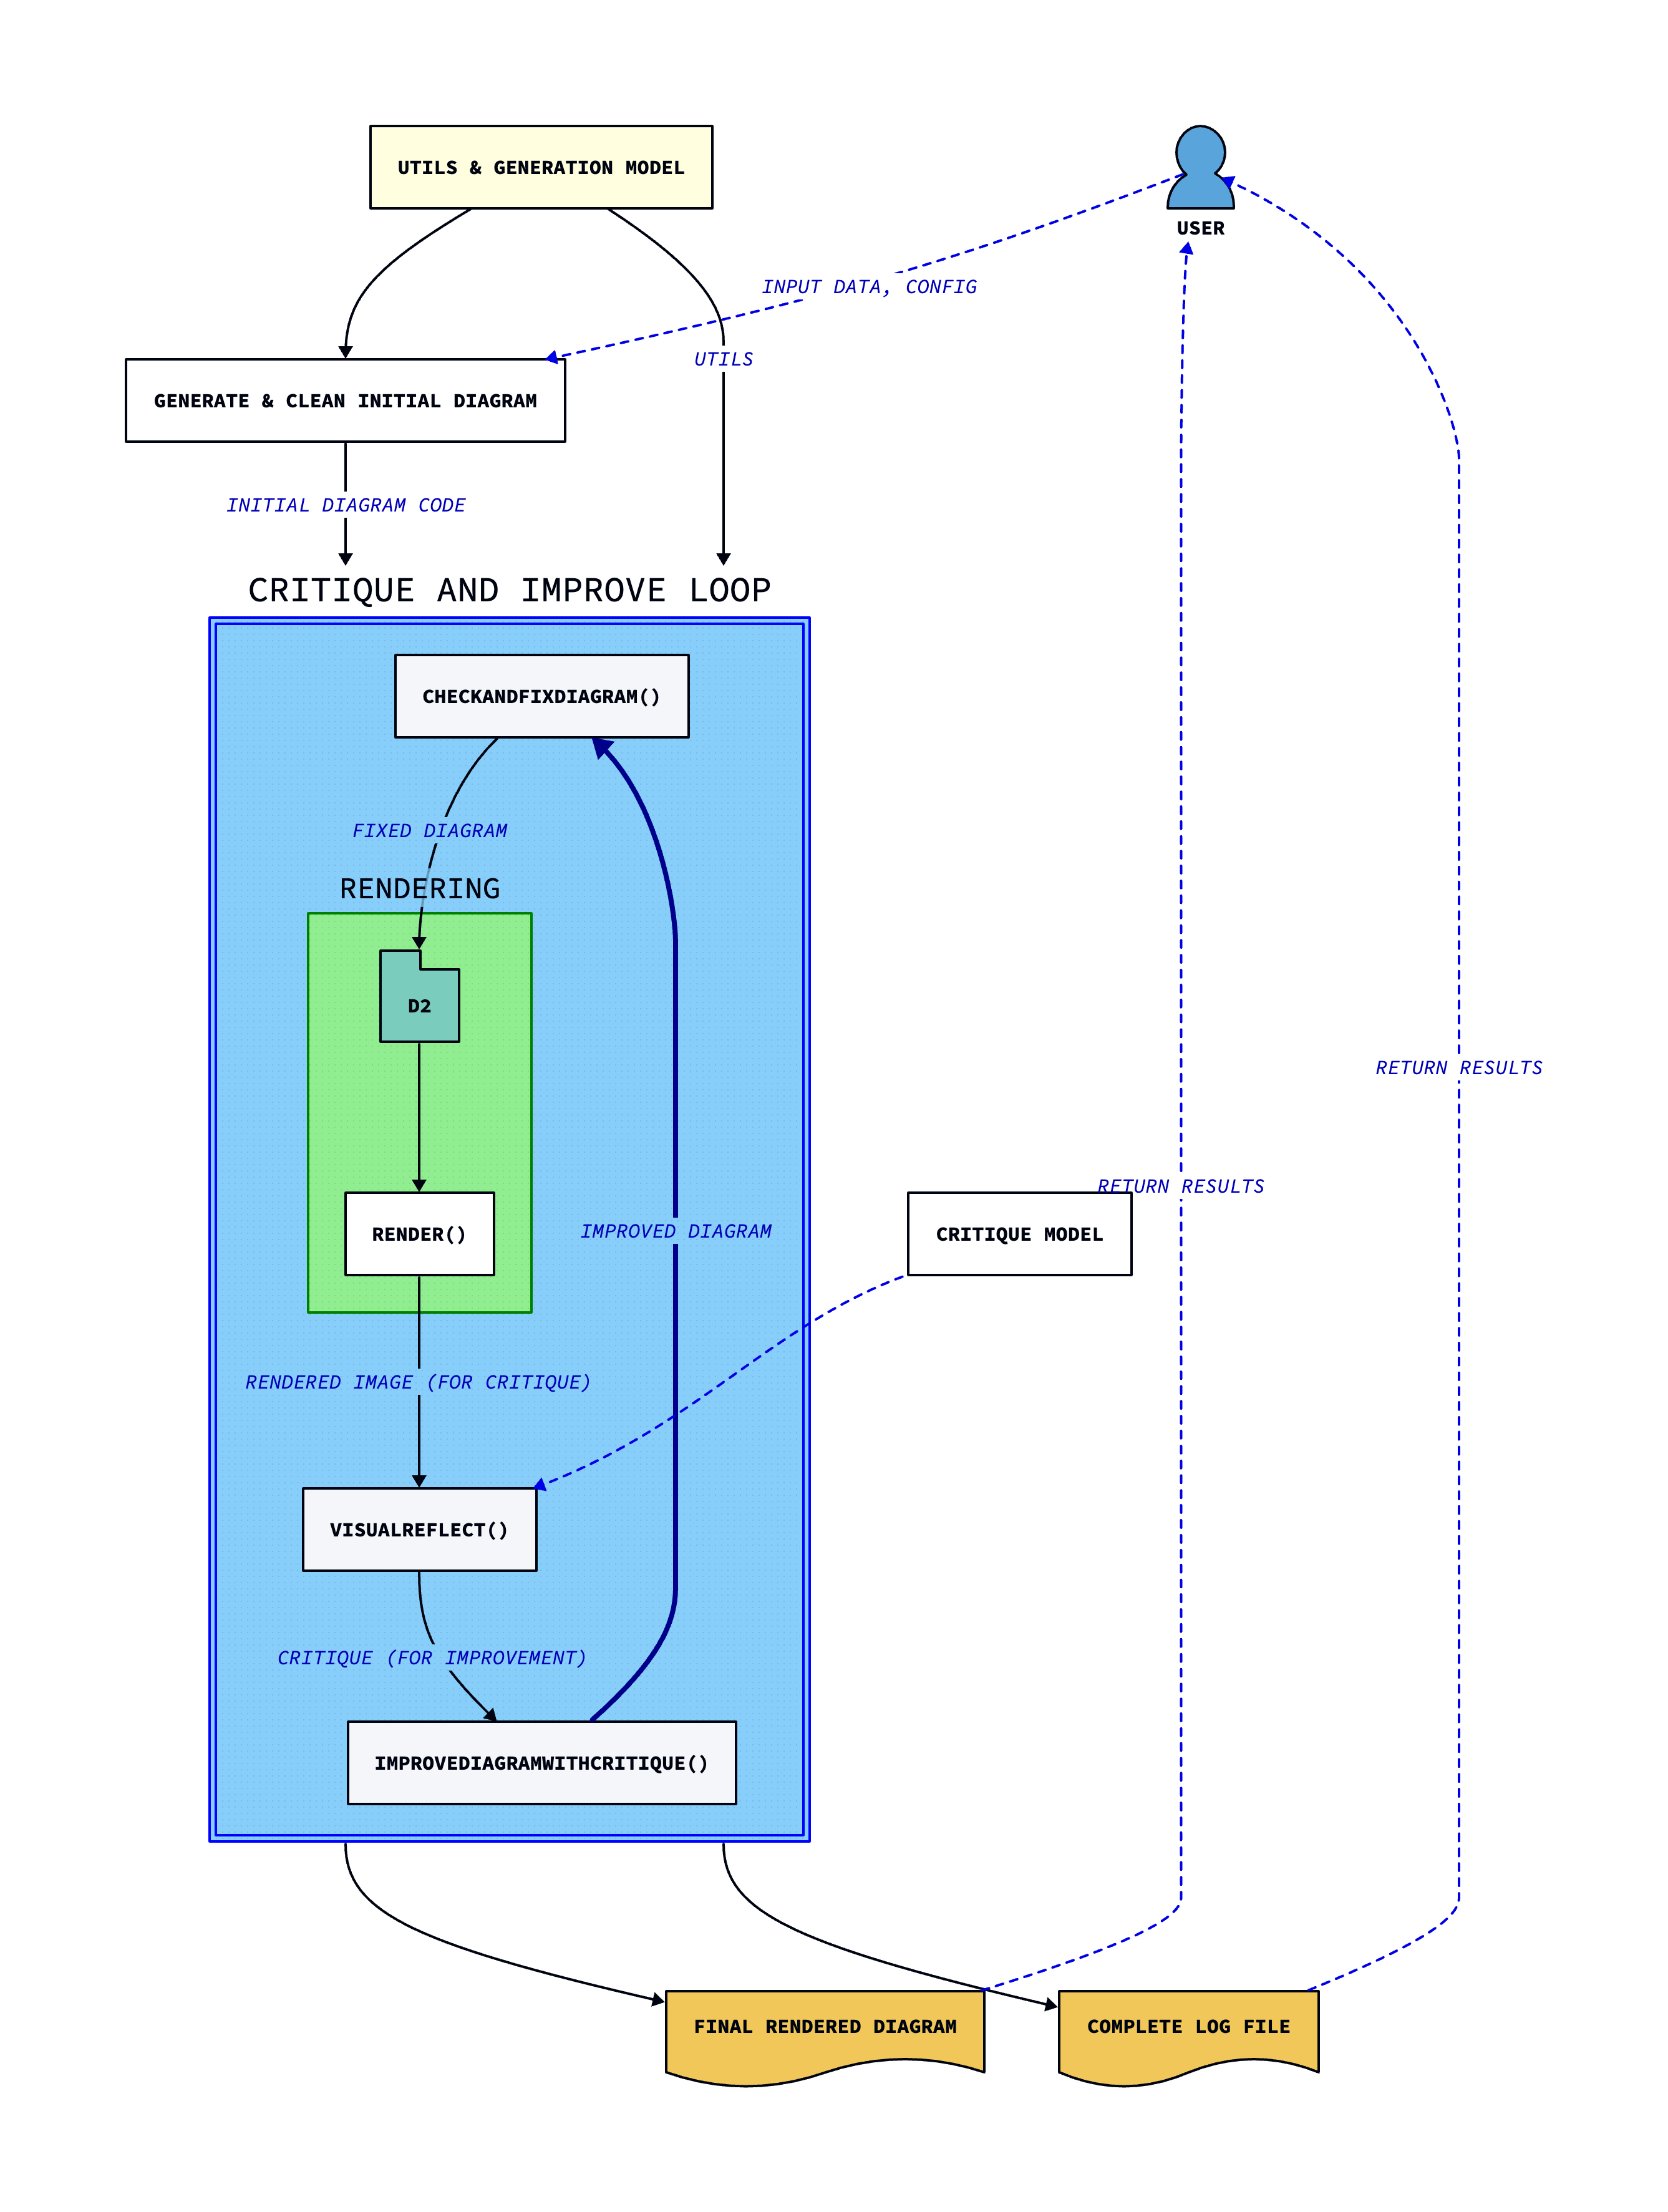 UTILS & GENERATION MODEL
USER
INPUT DATA, CONFIG
UTILS
GENERATE & CLEAN INITIAL DIAGRAM
INITIAL DIAGRAM CODE
CRITIQUE AND IMPROVE LOOP
CHECKANDFIXDIAGRAM()
FIXED DIAGRAM
RENDERING
D2
RETURN RESULTS
RETURN RESULTS
RENDER()
IMPROVED DIAGRAM
CRITIQUE MODEL
RENDERED IMAGE (FOR CRITIQUE)
VISUALREFLECT()
CRITIQUE (FOR IMPROVEMENT)
IMPROVEDIAGRAMWITHCRITIQUE()
FINAL RENDERED DIAGRAM
COMPLETE LOG FILE